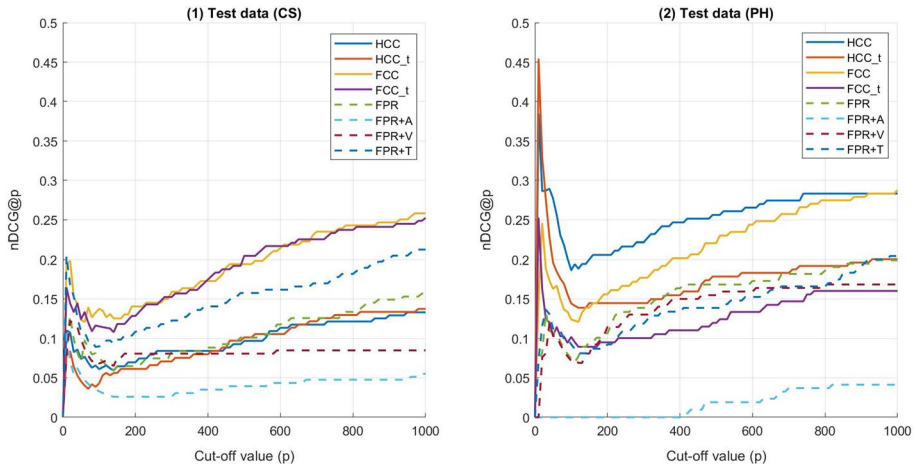 (1) Test data (CS)
nDCG@p
0.5
0.45
0.4
0.35
0.3
0.25
0.2
0.15
0.1
0.05
0
0 200 400 600 800 1000
Cut-off value (p)
HCC
HCC_t
FCC
FCC_t
FPR
FPR+A
FPR+V
FPR+T
(2) Test data (PH)
nDCG@p
0.5
0.45
0.4
0.35
0.3
0.25
0.2
0.15
0.1
0.05
0
0 200 400 600 800 1000
Cut-off value (p)
HCC
HCC_t
FCC
FCC_t
FPR
FPR+A
FPR+V
FPR+T